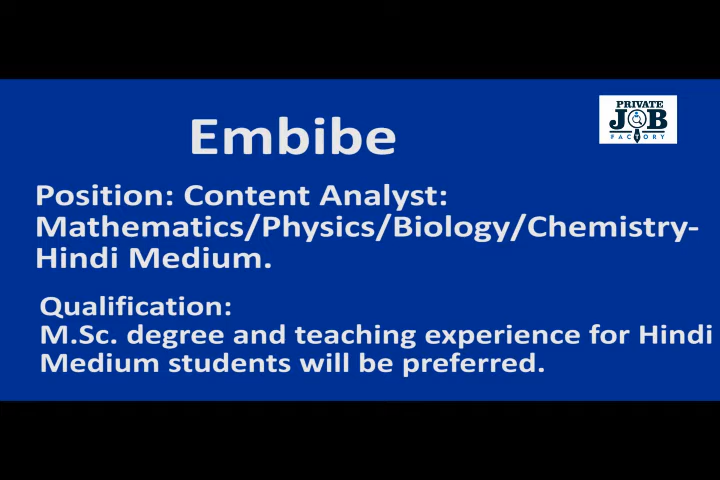 PRIVATE
JOB
FACTORY
Embibe
Position: Content Analyst:
Mathematics/Physics/Biology/Chemistry-
Hindi Medium.
Qualification:
M.Sc. degree and teaching experience for Hindi
Medium students will be preferred.